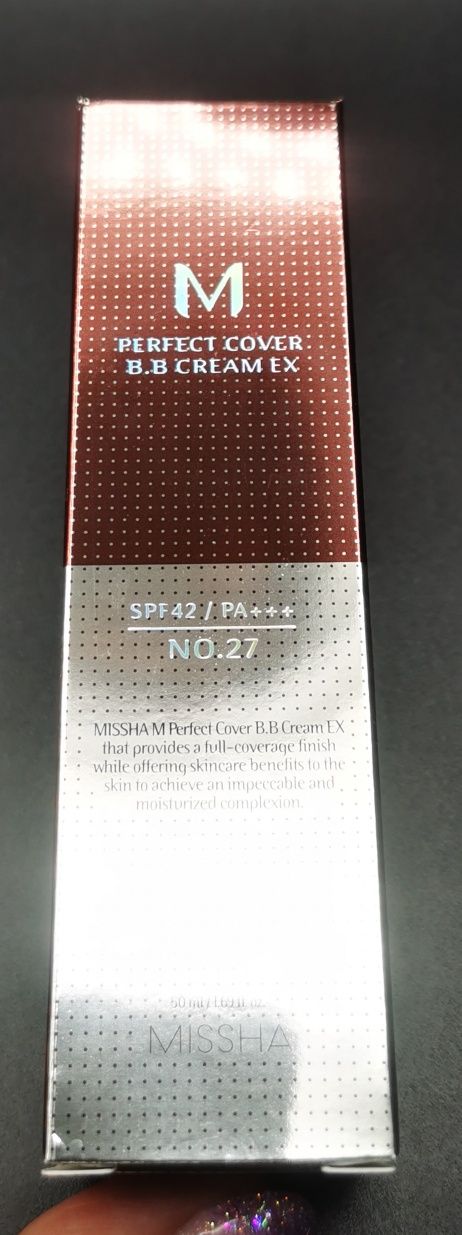 M
PERFECT COVER
B.B CREAM EX
SPF42 / PA+++
NO.27
MISSHA M Perfect Cover B.B Cream EX
that provides a full-coverage finish
while offering skincare benefits to the
skin to achieve an impeccable and
moisturized complexion.
50 ml / 1.69 fl. oz.
MISSHA